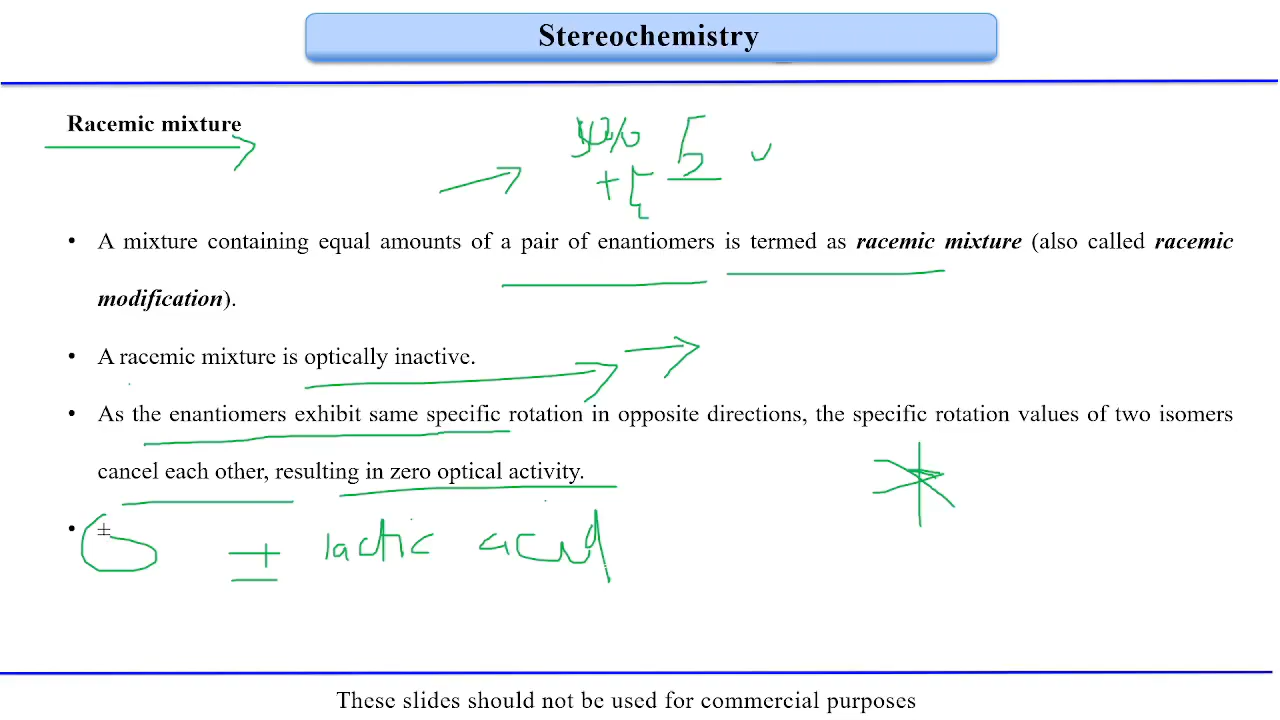 Stereochemistry
Racemic mixture
• A mixture containing equal amounts of a pair of enantiomers is termed as racemic mixture (also called racemic
modification).
• A racemic mixture is optically inactive.
• As the enantiomers exhibit same specific rotation in opposite directions, the specific rotation values of two isomers
cancel each other, resulting in zero optical activity.
• ±
± lactic acid
These slides should not be used for commercial purposes